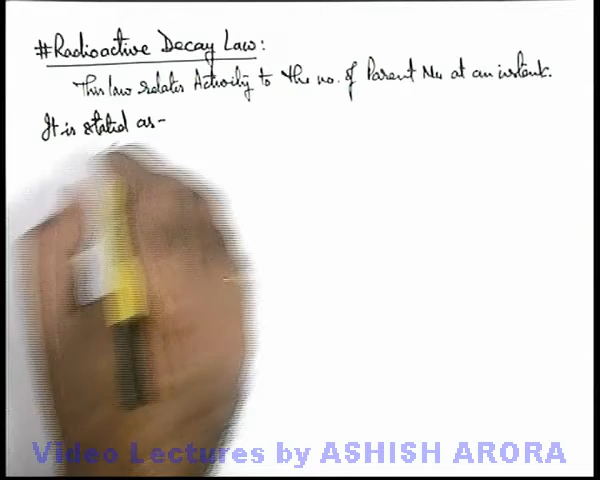 #Radioactive Decay Law:
This law relates Activity to the no. of Parent Nu at an instant.
It is stated as-
Video Lectures by ASHISH ARORA